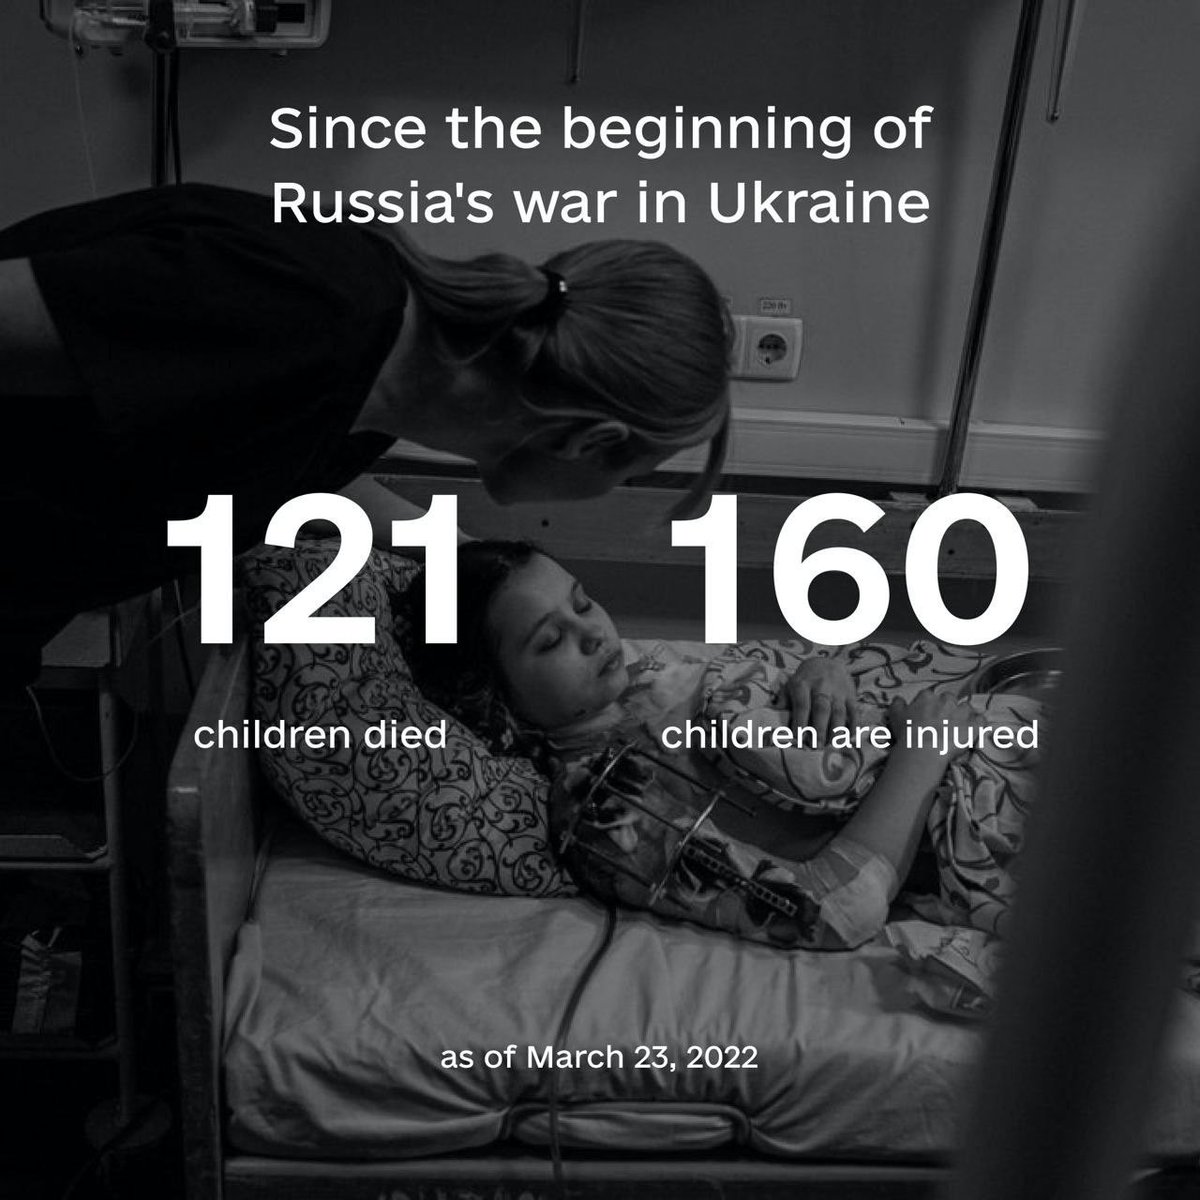 Since the beginning of
Russia's war in Ukraine
121 160
children died children are injured
as of March 23, 2022